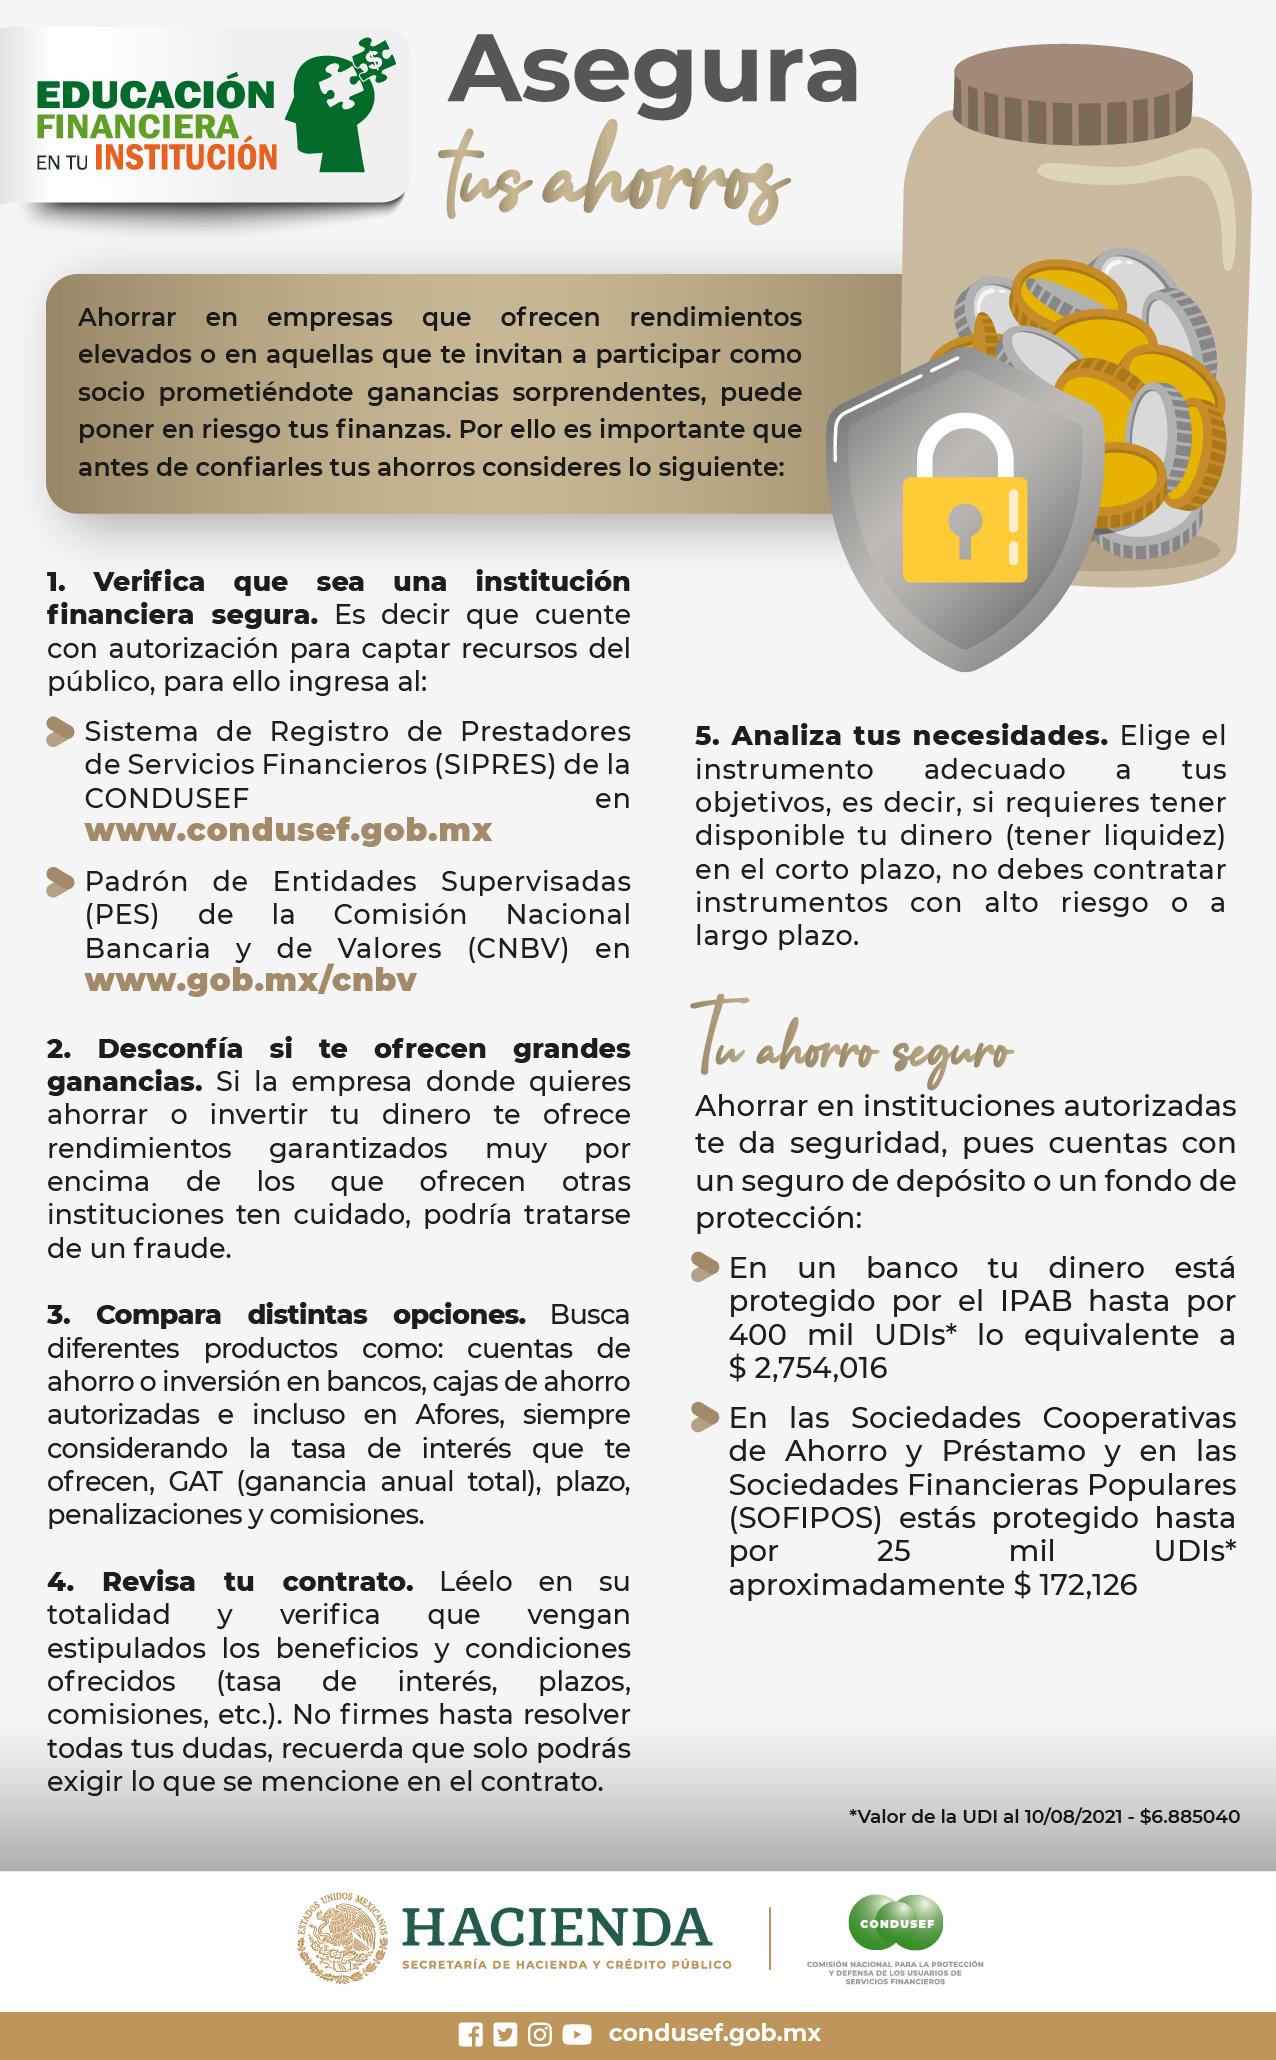 EDUCACIÓN
FINANCIERA
EN TU INSTITUCIÓN
$
Asegura
tus ahorros
Ahorrar en empresas que ofrecen rendimientos
elevados o en aquellas que te invitan a participar como
socio prometiéndote ganancias sorprendentes, puede
poner en riesgo tus finanzas. Por ello es importante que
antes de confiarles tus ahorros consideres lo siguiente:
1. Verifica que sea una institución
financiera segura. Es decir que cuente
con autorización para captar recursos del
público, para ello ingresa al:
Sistema de Registro de Prestadores
de Servicios Financieros (SIPRES) de la
CONDUSEF en
www.condusef.gob.mx
Padrón de Entidades Supervisadas
(PES) de la Comisión Nacional
Bancaria y de Valores (CNBV) en
www.gob.mx/cnbv
2. Desconfía si te ofrecen grandes
ganancias. Si la empresa donde quieres
ahorrar o invertir tu dinero te ofrece
rendimientos garantizados muy por
encima de los que ofrecen otras
instituciones ten cuidado, podría tratarse
de un fraude.
3. Compara distintas opciones. Busca
diferentes productos como: cuentas de
ahorro o inversión en bancos, cajas de ahorro
autorizadas e incluso en Afores, siempre
considerando la tasa de interés que te
ofrecen, GAT (ganancia anual total), plazo,
penalizaciones y comisiones.
4. Revisa tu contrato. Léelo en su
totalidad y verifica que vengan
estipulados los beneficios y condiciones
ofrecidos (tasa de interés, plazos,
comisiones, etc.). No firmes hasta resolver
todas tus dudas, recuerda que solo podrás
exigir lo que se mencione en el contrato.
5. Analiza tus necesidades. Elige el
instrumento adecuado a tus
objetivos, es decir, si requieres tener
disponible tu dinero (tener liquidez)
en el corto plazo, no debes contratar
instrumentos con alto riesgo o a
largo plazo.
Tu ahorro seguro
Ahorrar en instituciones autorizadas
te da seguridad, pues cuentas con
un seguro de depósito o un fondo de
protección:
En un banco tu dinero está
protegido por el IPAB hasta por
400 mil UDIs* lo equivalente a
$ 2,754,016
En las Sociedades Cooperativas
de Ahorro y Préstamo y en las
Sociedades Financieras Populares
(SOFIPOS) estás protegido hasta
por 25 mil UDIs*
aproximadamente $ 172,126
*Valor de la UDI al 10/08/2021 - $6.885040
ESTADOS UNIDOS MEXICANOS
HACIENDA
SECRETARÍA DE HACIENDA Y CRÉDITO PÚBLICO
CONDUSEF
COMISIÓN NACIONAL PARA LA PROTECCIÓN
Y DEFENSA DE LOS USUARIOS DE
SERVICIOS FINANCIEROS
condusef.gob.mx